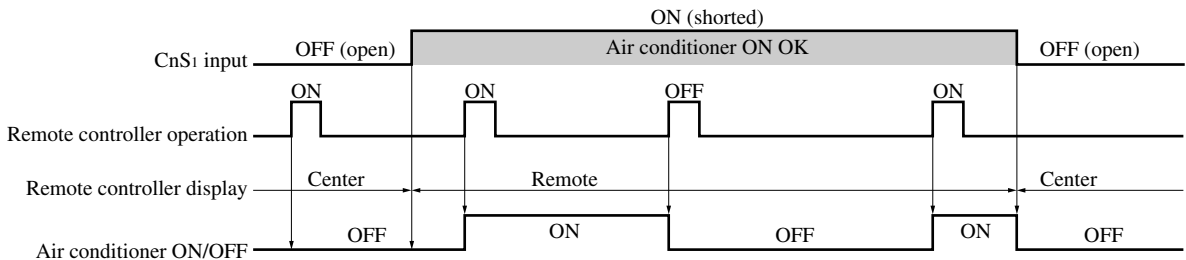 ON (shorted)
CnS1 input OFF (open) Air conditioner ON OK OFF (open)
ON ON OFF ON
Remote controller operation
Remote controller display Center Remote Center
Air conditioner ON/OFF OFF ON OFF ON OFF